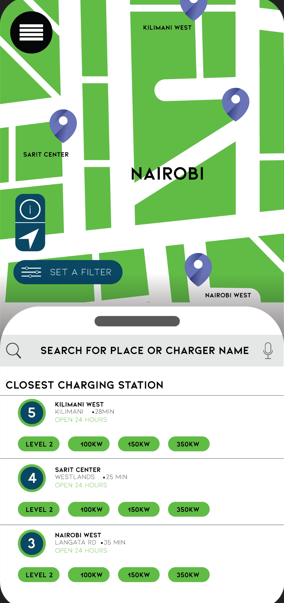 KILIMANI WEST
SARIT CENTER
NAIROBI
i
SET A FILTER
NAIROBI WEST
SEARCH FOR PLACE OR CHARGER NAME
CLOSEST CHARGING STATION
5
KILIMANI WEST
KILIMANI •28MIN
OPEN 24 HOURS
LEVEL 2 100KW 150KW 350KW
4
SARIT CENTER
WESTLANDS •25 MIN
OPEN 24 HOURS
LEVEL 2 100KW 150KW 350KW
3
NAIROBI WEST
LANGATA RD •35 MIN
OPEN 24 HOURS
LEVEL 2 100KW 150KW 350KW